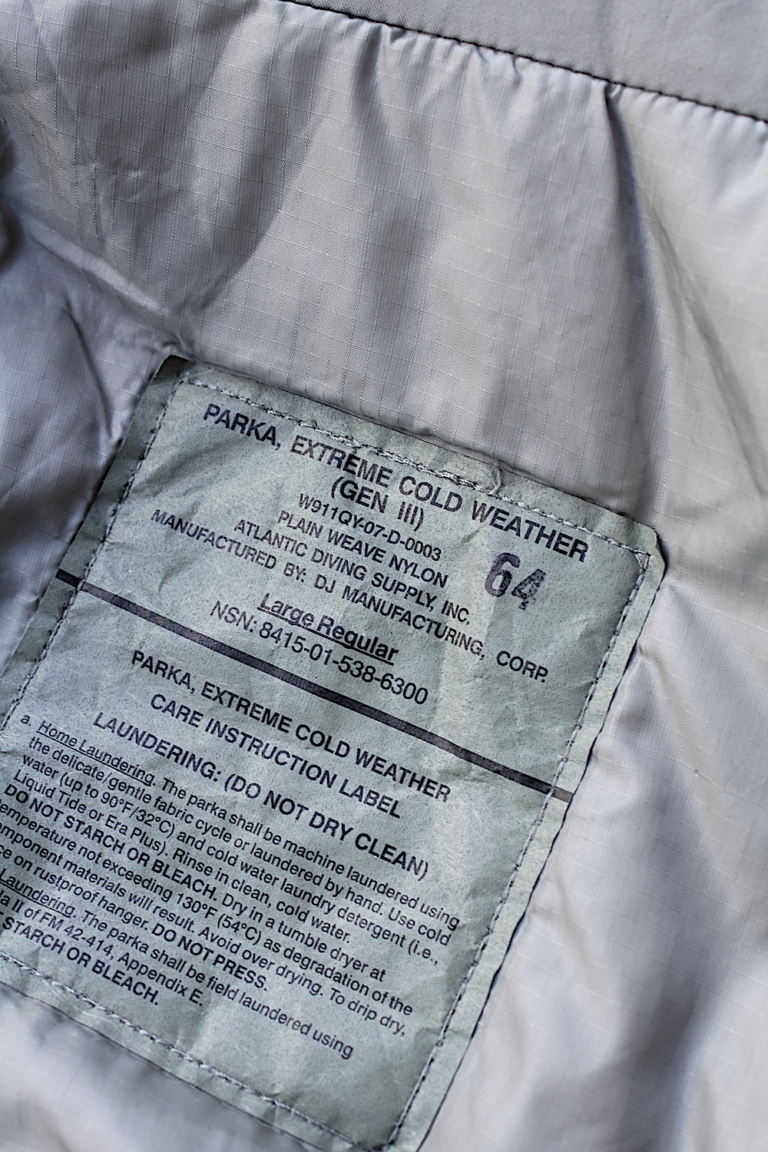 PARKA, EXTREME COLD WEATHER
(GEN III)
W911QY-07-D-0003
PLAIN WEAVE NYLON
ATLANTIC DIVING SUPPLY, INC.
MANUFACTURED BY: DJ MANUFACTURING, CORP.
64
Large Regular
NSN: 8415-01-538-6300
PARKA, EXTREME COLD WEATHER
CARE INSTRUCTION LABEL
LAUNDERING: (DO NOT DRY CLEAN)
a. Home Laundering. The parka shall be machine laundered using
the delicate/gentle fabric cycle or laundered by hand. Use cold
water (up to 90°F/32°C) and cold water laundry detergent (i.e.,
Liquid Tide or Era Plus). Rinse in clean, cold water.
DO NOT STARCH OR BLEACH. Dry in a tumble dryer at
temperature not exceeding 130°F (54°C) as degradation of the
component materials will result. Avoid over drying. To drip dry,
on rustproof hanger. DO NOT PRESS.
Laundering. The parka shall be field laundered using
II of FM 42-414, Appendix E.
STARCH OR BLEACH.